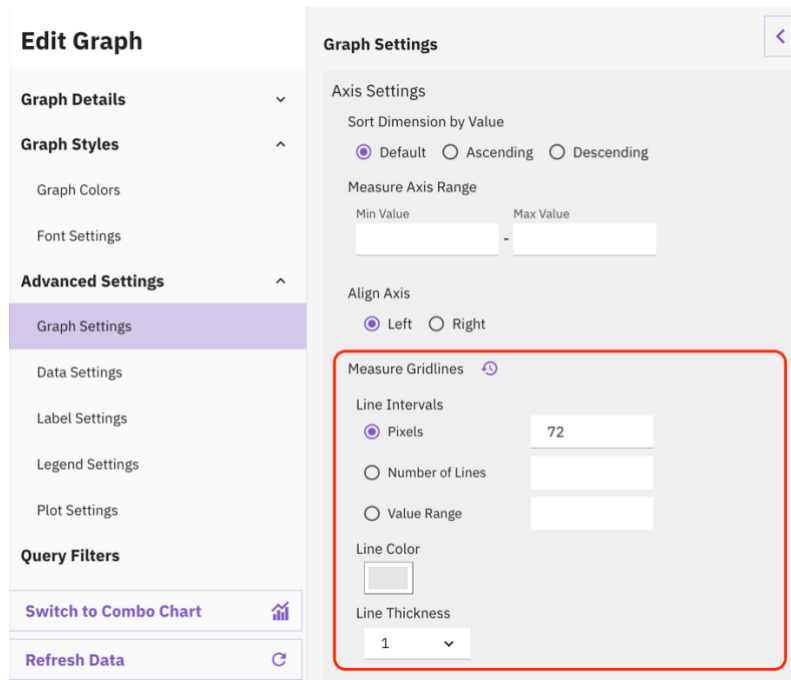 Edit Graph
Graph Details
Graph Styles
Graph Colors
Font Settings
Advanced Settings
Graph Settings
Data Settings
Label Settings
Legend Settings
Plot Settings
Query Filters
Switch to Combo Chart
Refresh Data
Graph Settings
Axis Settings
Sort Dimension by Value
Default Ascending Descending
Measure Axis Range
Min Value Max Value
-
Align Axis
Left Right
Measure Gridlines
Line Intervals
Pixels 72
Number of Lines
Value Range
Line Color
Line Thickness
1